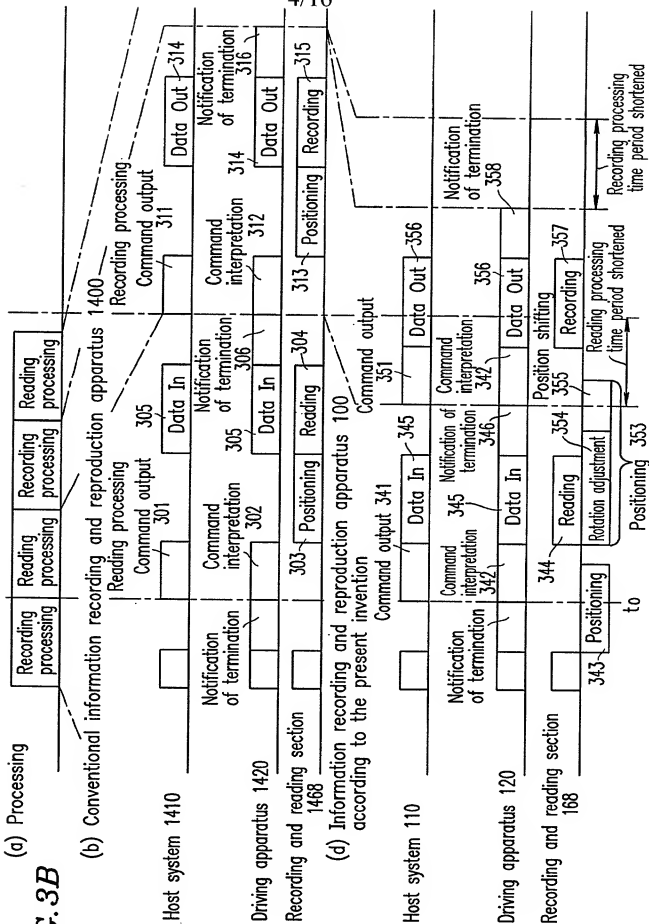 4/16
FIG. 3B
(a) Processing
Recording processing
Reading processing
Recording processing
Reading processing
(b) Conventional information recording and reproduction apparatus 1400
Reading processing
Command output
301
305
Data In
Recording processing
Command output
311
Data Out
314
Host system 1410
Notification of termination
Command interpretation
302
305
Data In
Notification of termination
306
Command interpretation
312
314
Data Out
Notification of termination
316
Driving apparatus 1420
303
Positioning
Reading
304
313
Positioning
Recording
315
Recording and reading section 1468
(d) Information recording and reproduction apparatus 100
according to the present invention
Command output 341
Data In
345
Command output
351
Data Out
356
Host system 110
Notification of termination
Command interpretation
342
345
Data In
Notification of termination
346
Command interpretation
342
356
Data Out
Notification of termination
358
Driving apparatus 120
343
Positioning
344
Reading
Rotation adjustment
354
Position shifting
355
Recording
357
Recording and reading section 168
to
Positioning 353
Reading processing
time period shortened
Recording processing
time period shortened